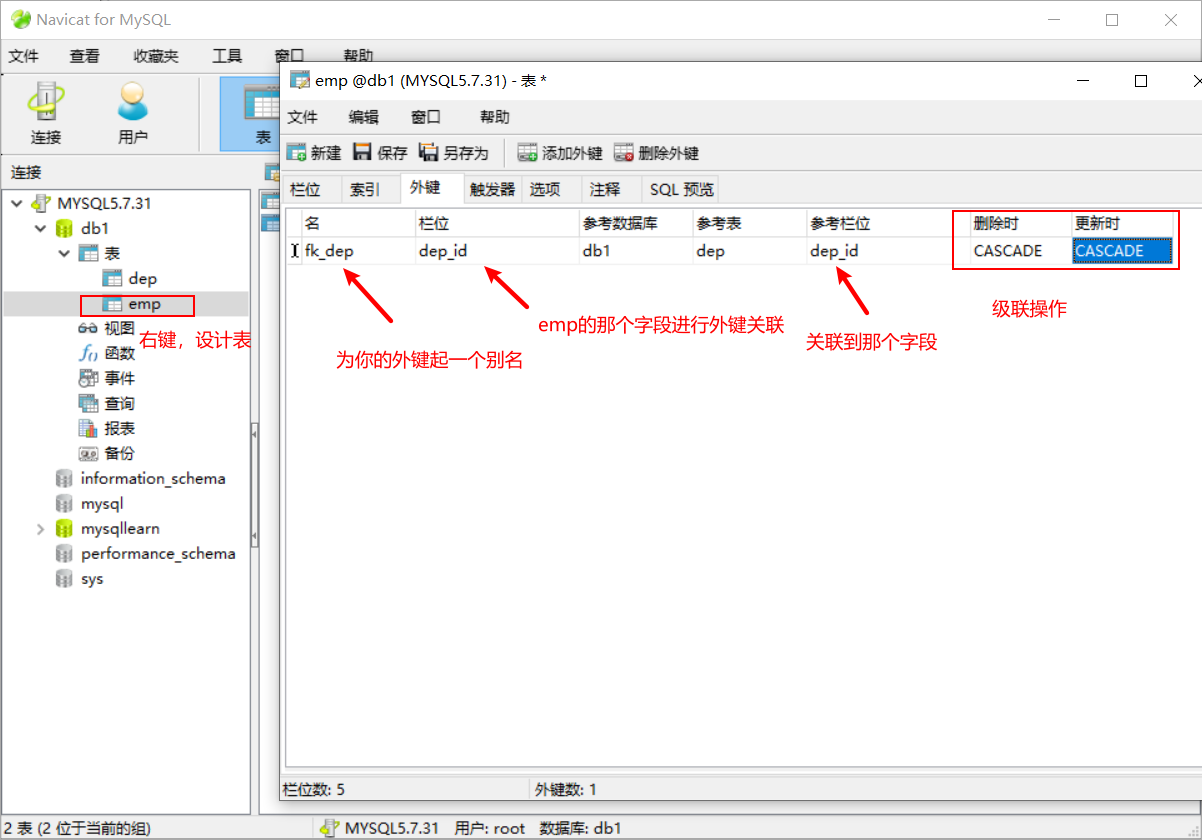 Navicat for MySQL
文件 查看 收藏夹 工具 窗口 帮助
连接 用户 表
连接
MYSQL5.7.31
db1
表
dep
emp
右键，设计表
视图
函数
事件
查询
报表
备份
information_schema
mysql
mysqllearn
performance_schema
sys
emp @db1 (MYSQL5.7.31) - 表 *
文件 编辑 窗口 帮助
新建 保存 另存为 添加外键 删除外键
栏位 索引 外键 触发器 选项 注释 SQL 预览
名 栏位 参考数据库 参考表 参考栏位 删除时 更新时
fk_dep dep_id db1 dep dep_id CASCADE CASCADE
级联操作
emp的那个字段进行外键关联
关联到那个字段
为你的外键起一个别名
栏位数: 5 外键数: 1
2 表 (2 位于当前的组) MYSQL5.7.31 用户: root 数据库: db1